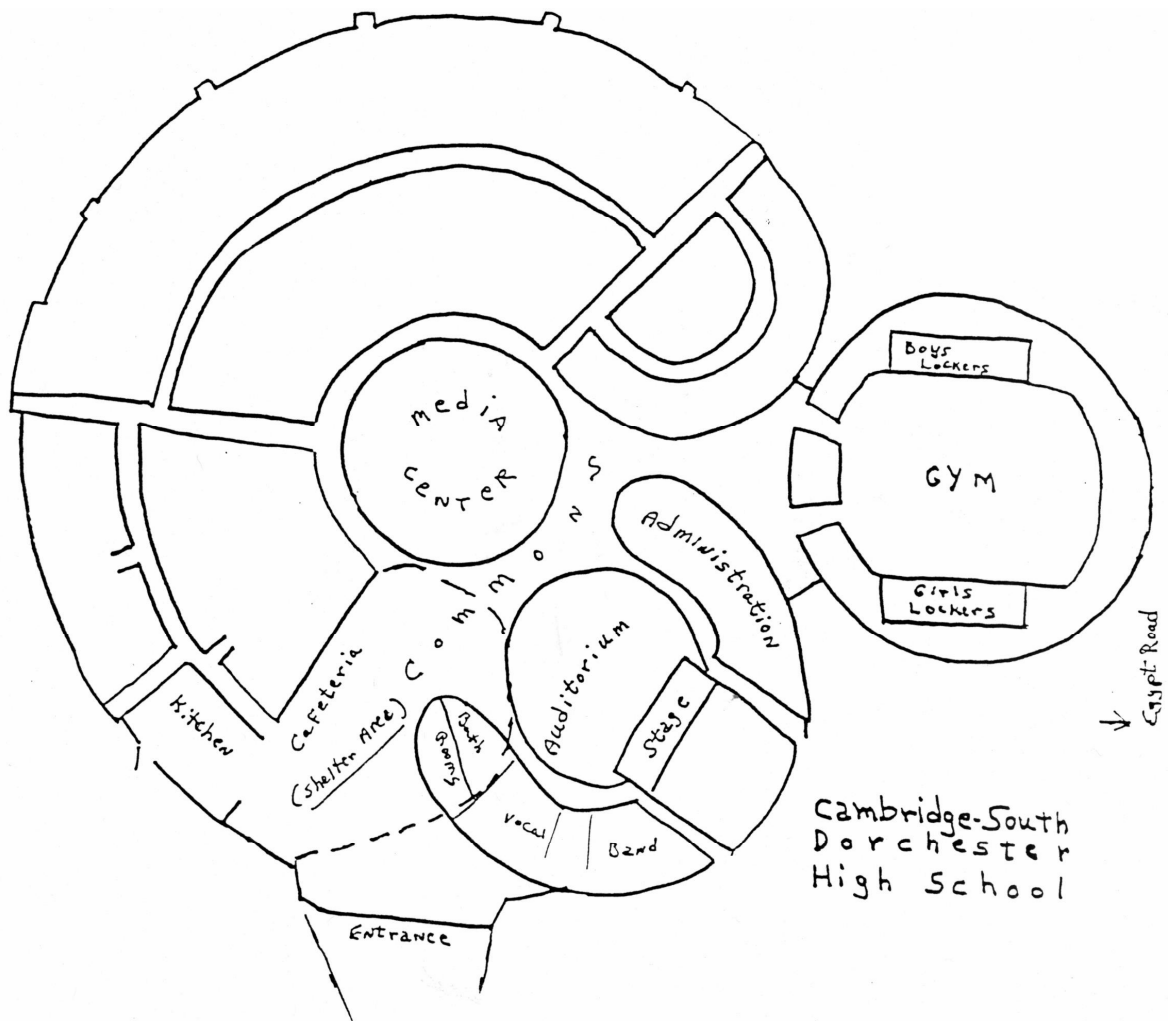 Boys
Lockers
MediA
CENTER
GYM
COMMONS
Administration
Girls
Lockers
Auditorium
Egypt Road
Cafeteria
(Shelter Area)
Kitchen
Bath
Rooms
Stage
Vocal
Band
Cambridge-South
Dorchester
High School
Entrance